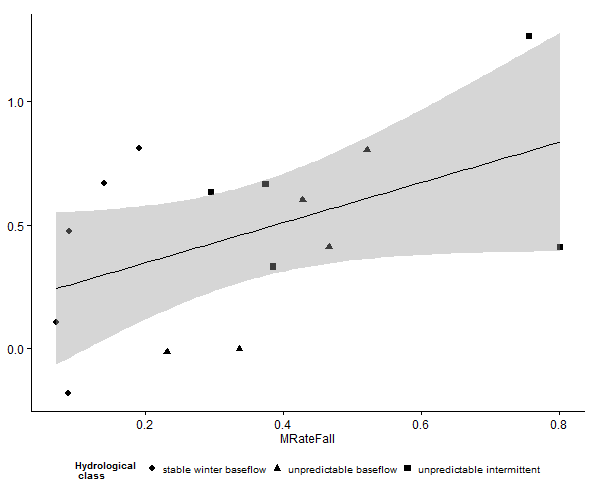 1.0
0.5
0.0
0.2 0.4 0.6 0.8
MRateFall
Hydrological
class
stable winter baseflow unpredictable baseflow unpredictable intermittent